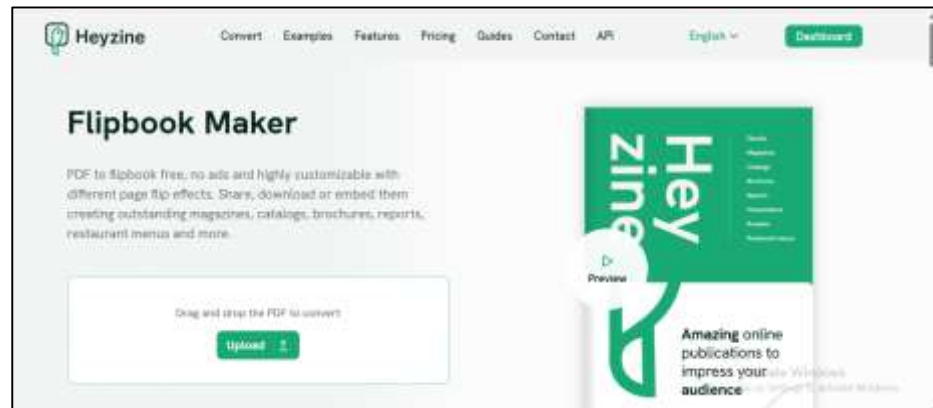 Heyzine
Convert Examples Features Pricing Guides Contact API English Dashboard
Flipbook Maker
PDF to flipbook free, no ads and highly customizable with
different page flip effects. Share, download or embed them
creating outstanding magazines, catalogs, brochures, reports,
restaurant menus and more.
Drag and drop the PDF to convert
Upload
Hey
zine
Preview
Amazing online
publications to
impress your
audience
Windows